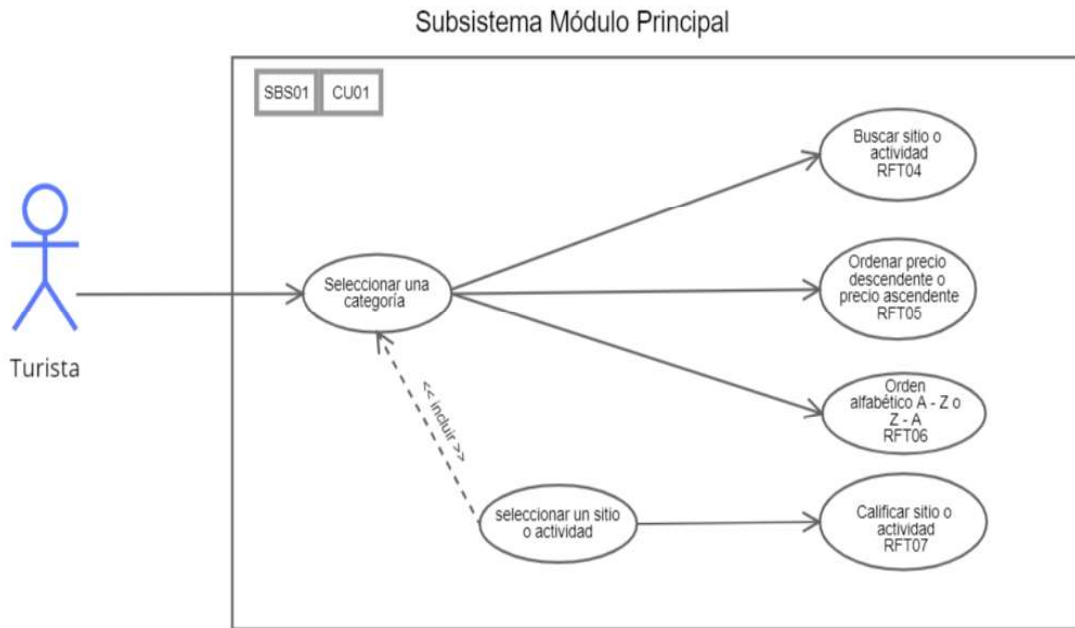 Subsistema Módulo Principal
SBS01
CU01
Buscar sitio o
actividad
RFT04
Seleccionar una
categoría
Ordenar precio
descendente o
precio ascendente
RFT05
Turista
Orden
alfabético A - Z o
Z - A
RFT06
<< incluir >>
seleccionar un sitio
o actividad
Calificar sitio o
actividad
RFT07